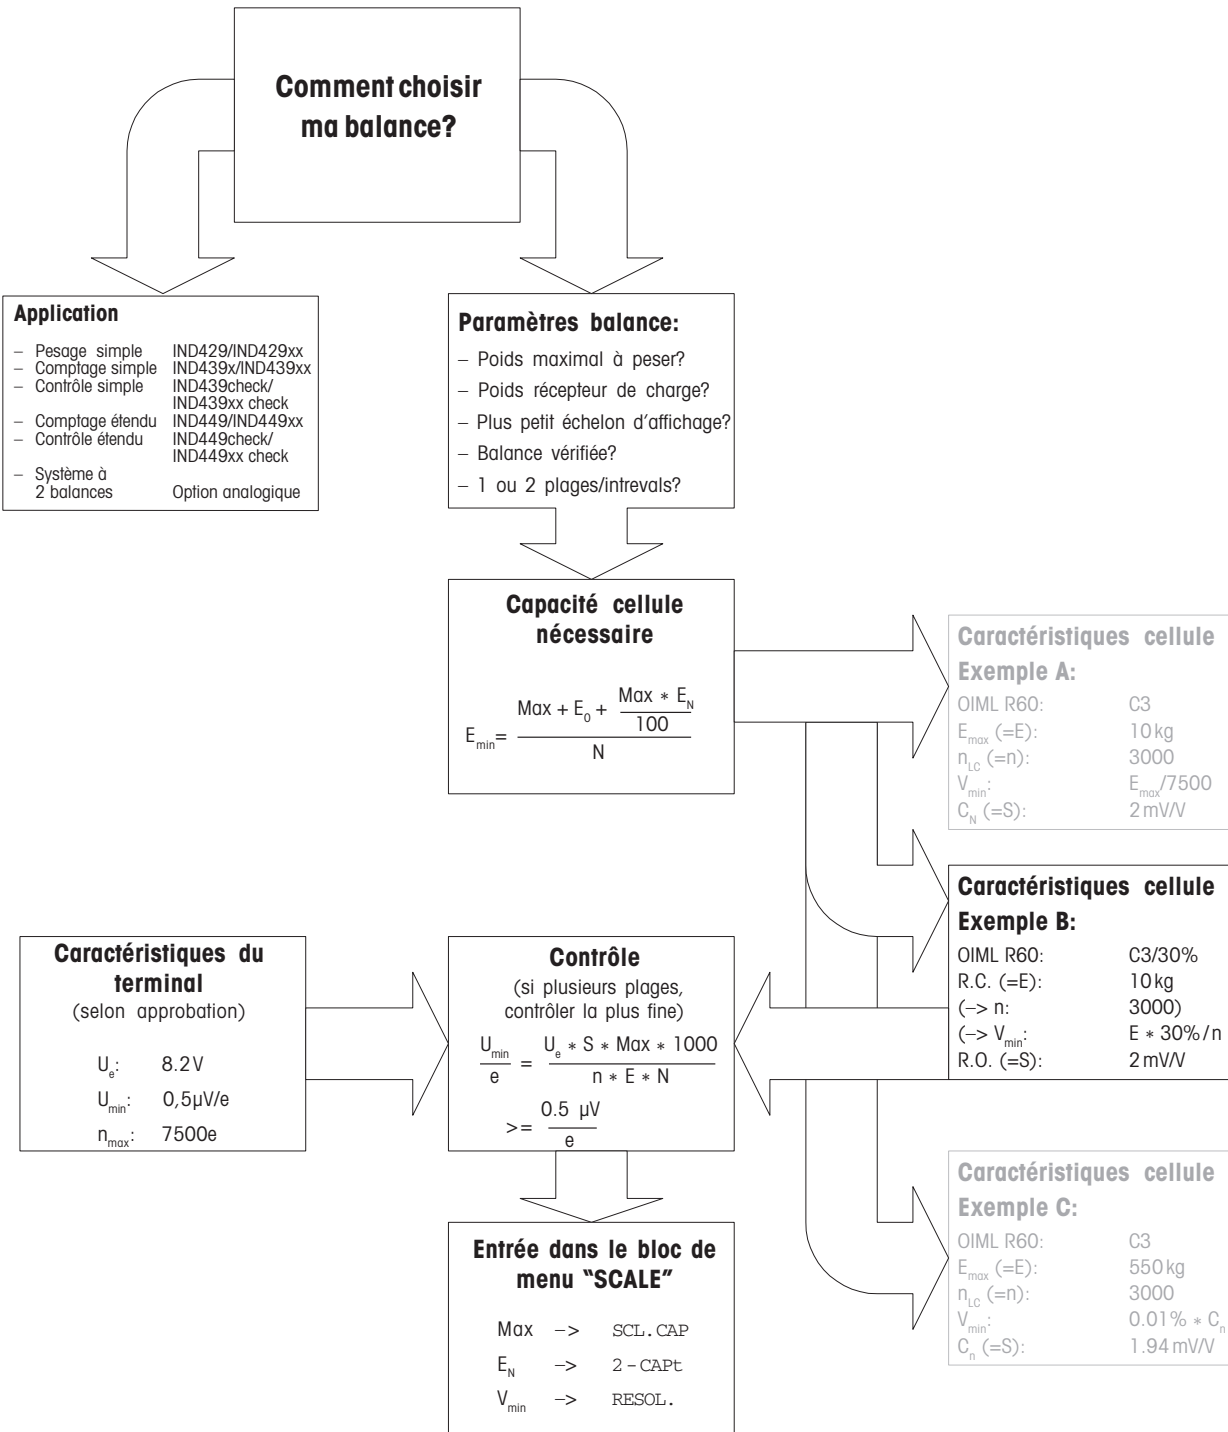 Comment choisir
ma balance?
Application
– Pesage simple IND429/IND429xx
– Comptage simple IND439x/IND439xx
– Contrôle simple IND439check/
IND439xx check
– Comptage étendu IND449/IND449xx
– Contrôle étendu IND449check/
IND449xx check
– Système à
2 balances Option analogique
Paramètres balance:
– Poids maximal à peser?
– Poids récepteur de charge?
– Plus petit échelon d'affichage?
– Balance vérifiée?
– 1 ou 2 plages/intrevals?
Capacité cellule
nécessaire
Max + E0 + Max * EN
100
Emin=
N
Caractéristiques cellule
Exemple A:
OIML R60: C3
Emax (=E): 10 kg
nLC (=n): 3000
Vmin: Emax/7500
CN (=S): 2 mV/V
Caractéristiques cellule
Exemple B:
OIML R60: C3/30%
R.C. (=E): 10 kg
(–> n: 3000)
(–> Vmin: E * 30%/n
R.O. (=S): 2 mV/V
Caractéristiques du
terminal
(selon approbation)
Ue: 8.2 V
Umin: 0,5µV/e
nmax: 7500e
Contrôle
(si plusieurs plages,
contrôler la plus fine)
Umin = Ue * S * Max * 1000
e n * E * N
>= 0.5 µV
e
Caractéristiques cellule
Exemple C:
OIML R60: C3
Emax (=E): 550 kg
nLC (=n): 3000
Vmin: 0.01% * Cn
Cn (=S): 1.94 mV/V
Entrée dans le bloc de
menu "SCALE"
Max –> SCL.CAP
EN –> 2-CAPt
Vmin –> RESOL.